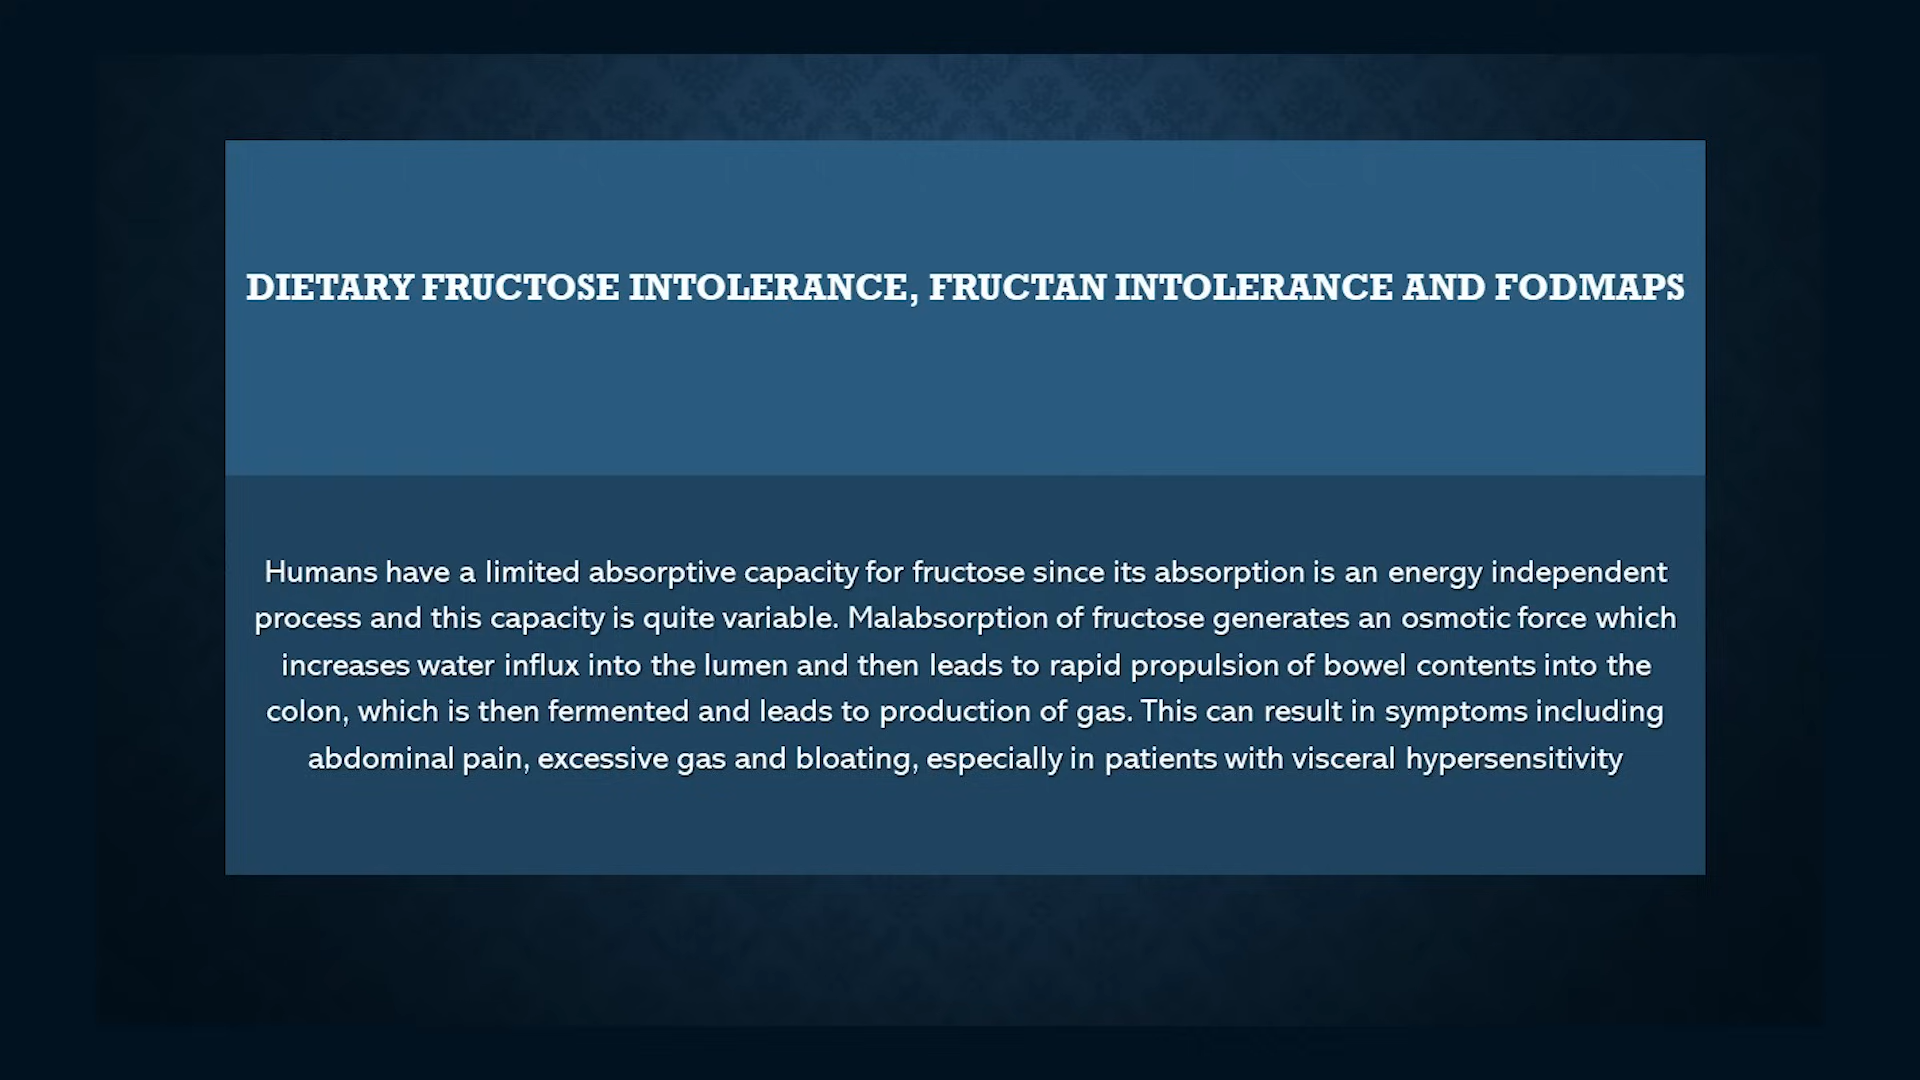 DIETARY FRUCTOSE INTOLERANCE, FRUCTAN INTOLERANCE AND FODMAPS
Humans have a limited absorptive capacity for fructose since its absorption is an energy independent
process and this capacity is quite variable. Malabsorption of fructose generates an osmotic force which
increases water influx into the lumen and then leads to rapid propulsion of bowel contents into the
colon, which is then fermented and leads to production of gas. This can result in symptoms including
abdominal pain, excessive gas and bloating, especially in patients with visceral hypersensitivity